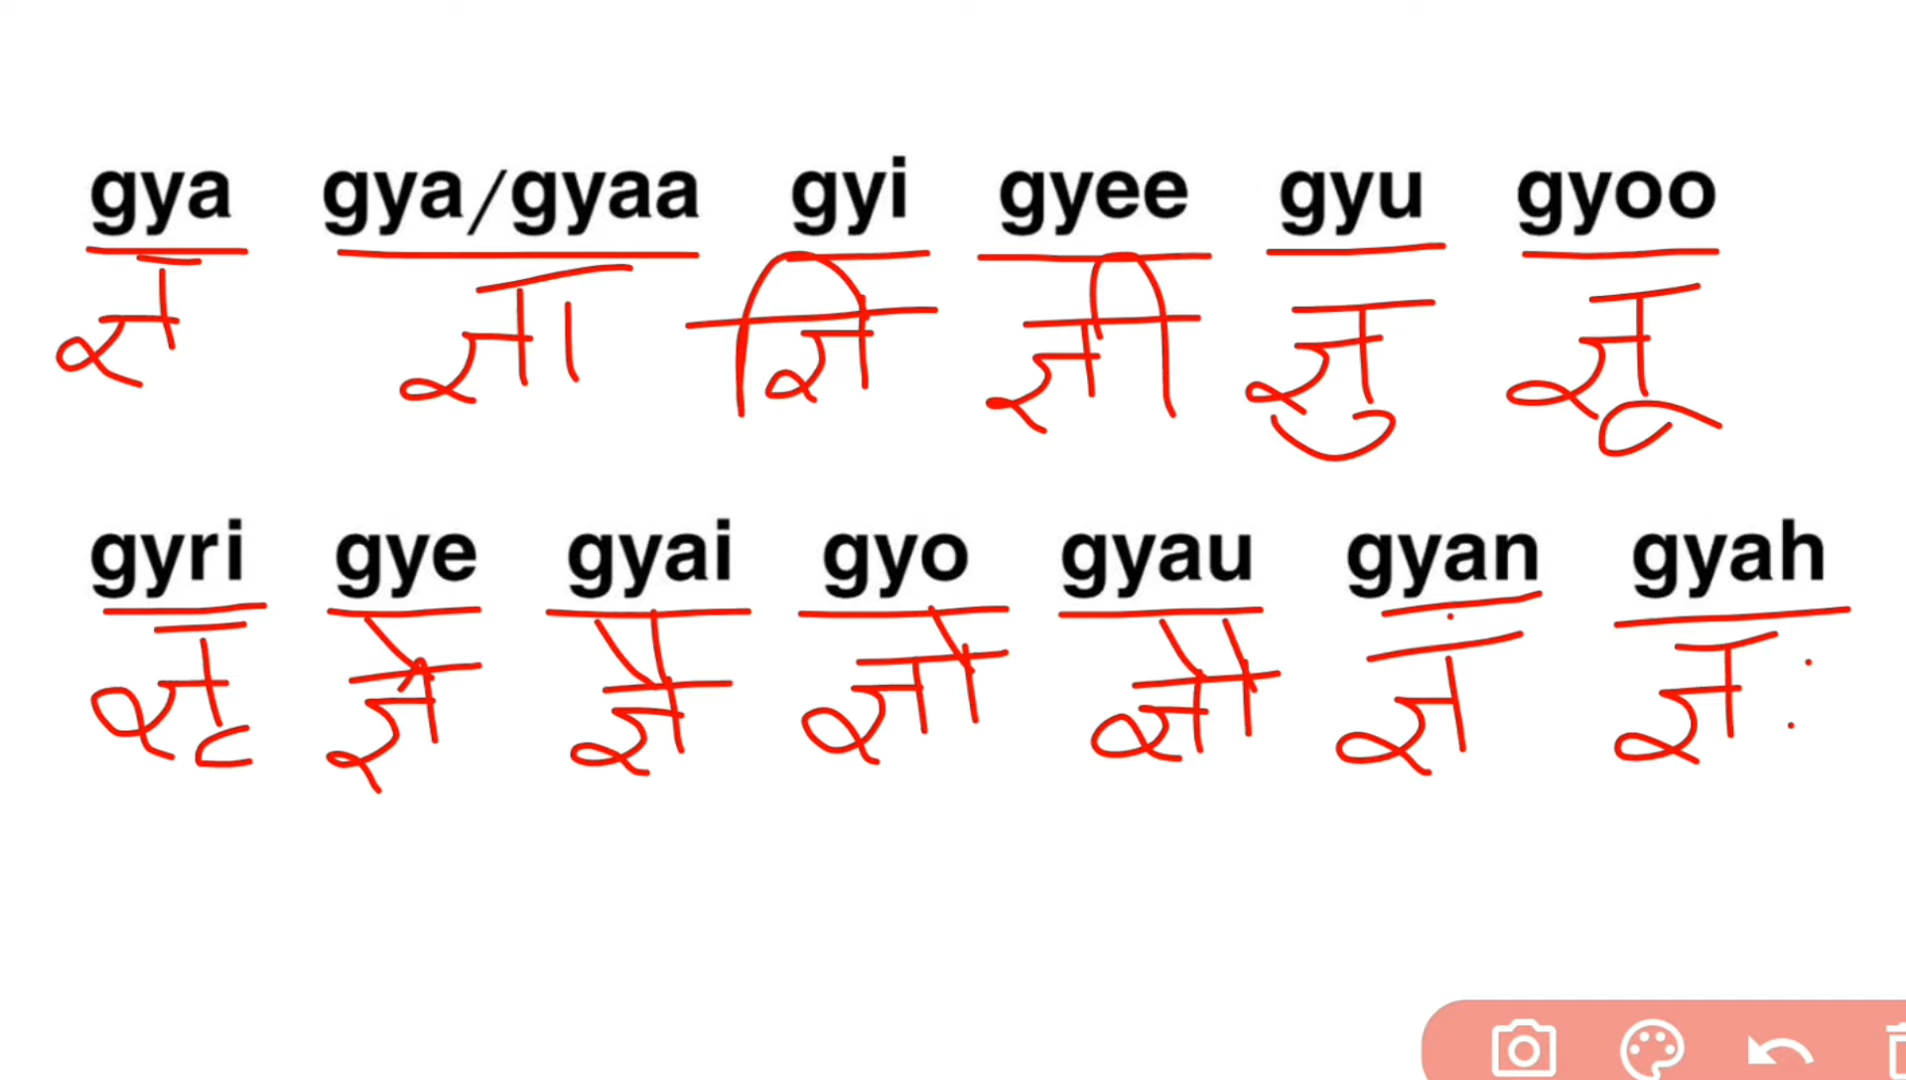 gya gya/gyaa gyi gyee gyu gyoo
ज्ञ ज्ञा ज्ञि ज्ञी ज्ञु ज्ञू
gyri gye gyai gyo gyau gyan gyah
ज्ञृ ज्ञे ज्ञै ज्ञो ज्ञौ ज्ञं ज्ञः